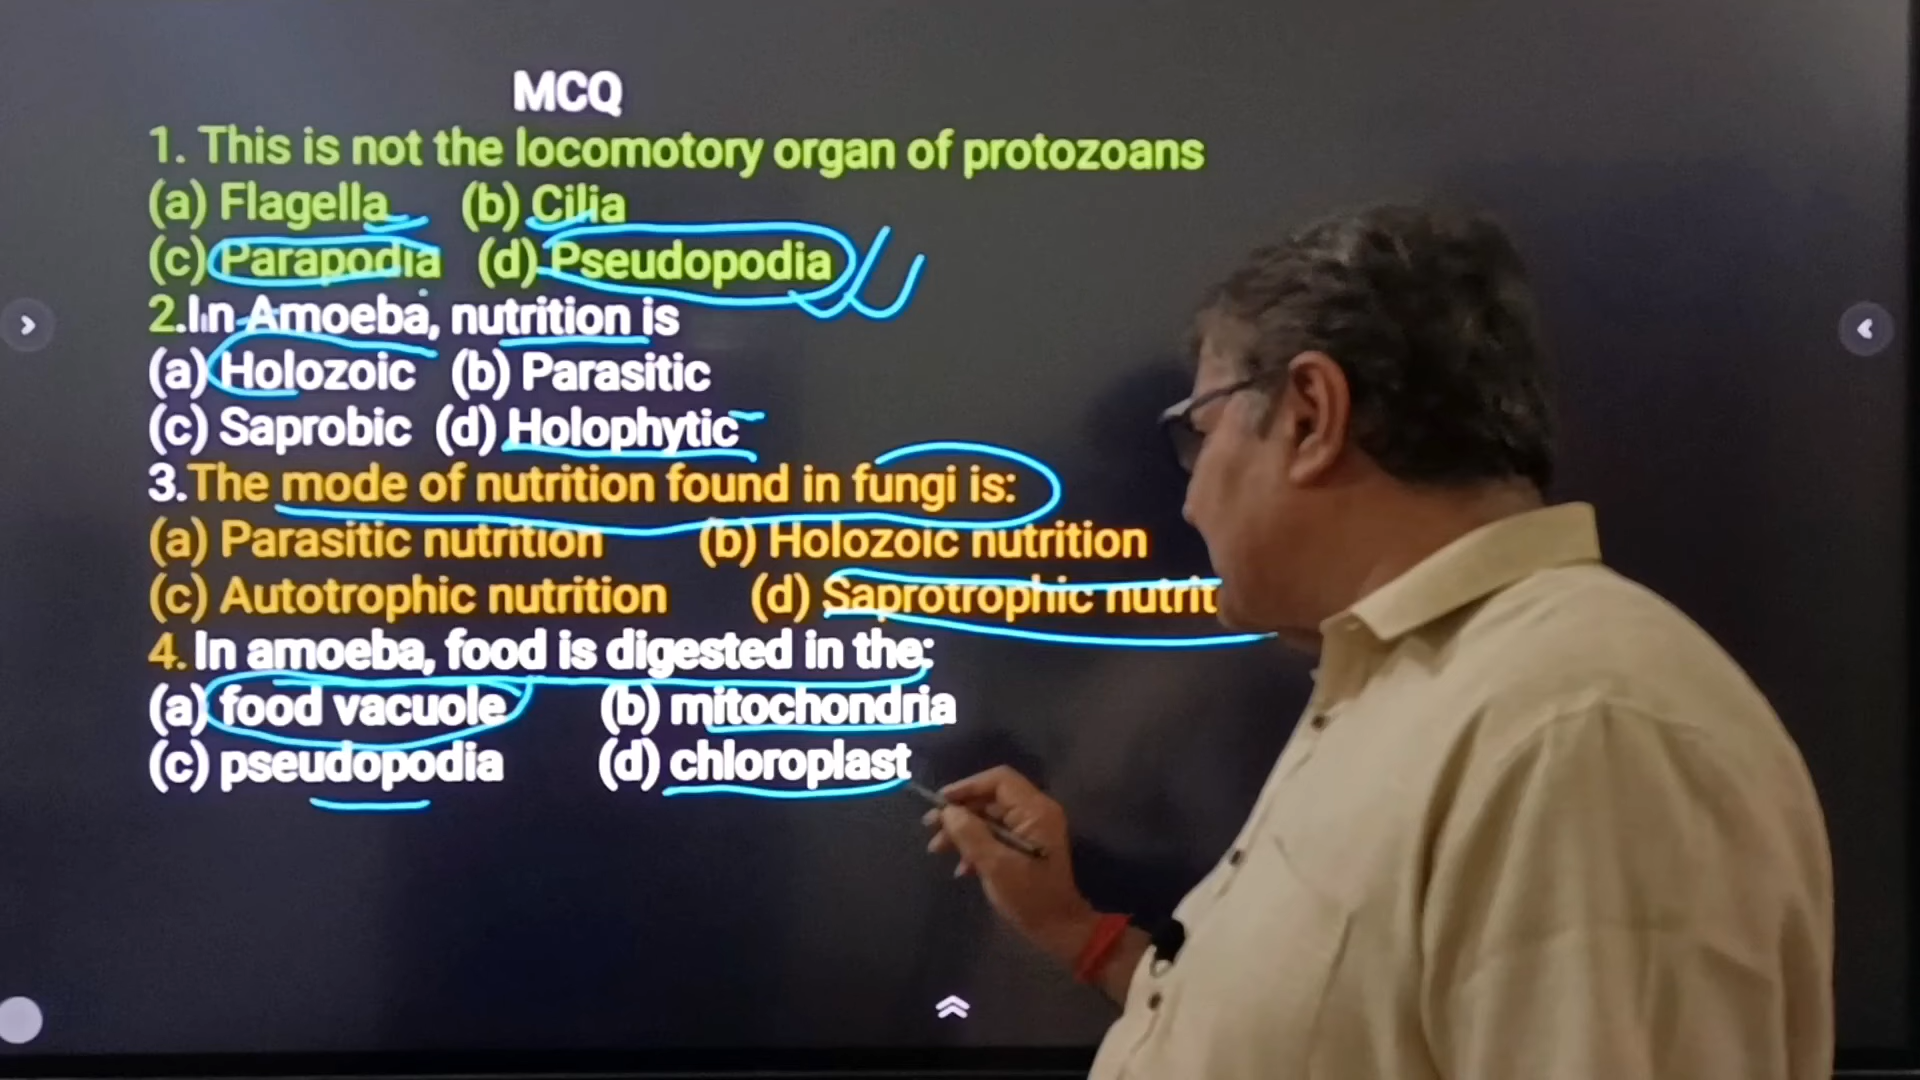 MCQ
1. This is not the locomotory organ of protozoans
(a) Flagella (b) Cilia
(c) Parapodia (d) Pseudopodia
2.In Amoeba, nutrition is
(a) Holozoic (b) Parasitic
(c) Saprobic (d) Holophytic
3.The mode of nutrition found in fungi is:
(a) Parasitic nutrition (b) Holozoic nutrition
(c) Autotrophic nutrition (d) Saprotrophic nutrit
4. In amoeba, food is digested in the:
(a) food vacuole (b) mitochondria
(c) pseudopodia (d) chloroplast